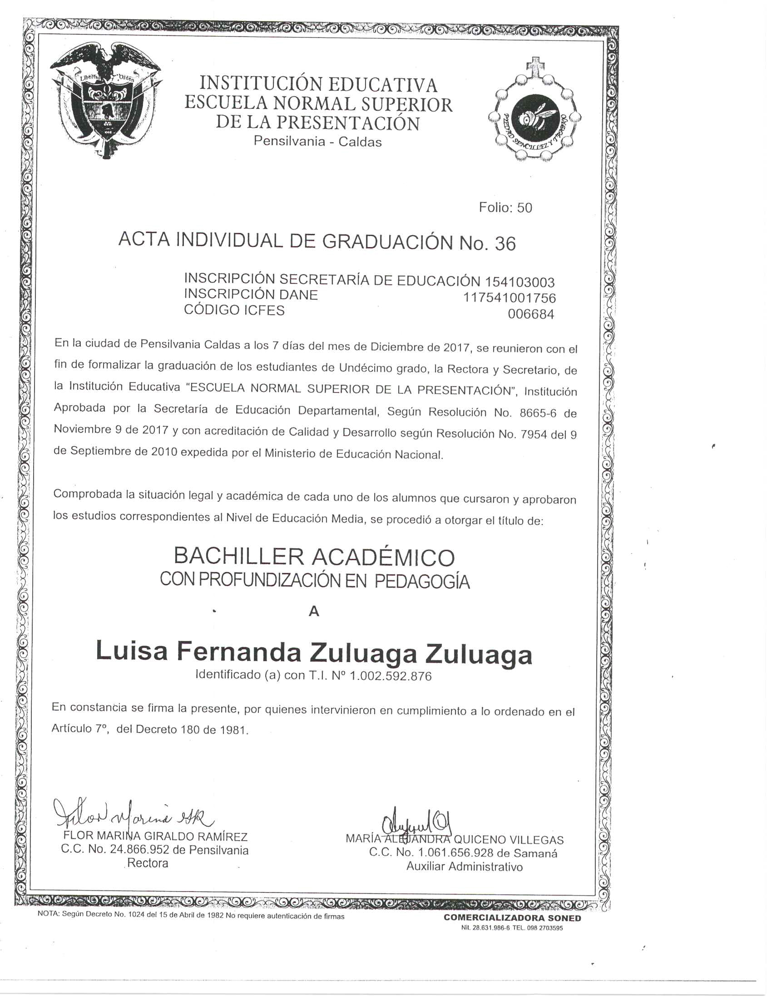 Libertad y Orden
INSTITUCIÓN EDUCATIVA
ESCUELA NORMAL SUPERIOR
DE LA PRESENTACIÓN
Pensilvania - Caldas
PIEDAD SENCILLEZ Y TRABAJO
Folio: 50
ACTA INDIVIDUAL DE GRADUACIÓN No. 36
INSCRIPCIÓN SECRETARÍA DE EDUCACIÓN 154103003
INSCRIPCIÓN DANE 117541001756
CÓDIGO ICFES 006684
En la ciudad de Pensilvania Caldas a los 7 días del mes de Diciembre de 2017, se reunieron con el
fin de formalizar la graduación de los estudiantes de Undécimo grado, la Rectora y Secretario, de
la Institución Educativa “ESCUELA NORMAL SUPERIOR DE LA PRESENTACIÓN”, Institución
Aprobada por la Secretaría de Educación Departamental, Según Resolución No. 8665-6 de
Noviembre 9 de 2017 y con acreditación de Calidad y Desarrollo según Resolución No. 7954 del 9
de Septiembre de 2010 expedida por el Ministerio de Educación Nacional.
Comprobada la situación legal y académica de cada uno de los alumnos que cursaron y aprobaron
los estudios correspondientes al Nivel de Educación Media, se procedió a otorgar el título de:
BACHILLER ACADÉMICO
CON PROFUNDIZACIÓN EN PEDAGOGÍA
A
Luisa Fernanda Zuluaga Zuluaga
Identificado (a) con T.I. Nº 1.002.592.876
En constancia se firma la presente, por quienes intervinieron en cumplimiento a lo ordenado en el
Artículo 7º, del Decreto 180 de 1981.
Flor Marina GR
FLOR MARINA GIRALDO RAMÍREZ
C.C. No. 24.866.952 de Pensilvania
Rectora
MARÍA ALEJANDRA QUICENO VILLEGAS
C.C. No. 1.061.656.928 de Samaná
Auxiliar Administrativo
NOTA: Según Decreto No. 1024 del 15 de Abril de 1982 No requiere autenticación de firmas
COMERCIALIZADORA SONED
Nit. 28.631.986-6 TEL. 098 2703595